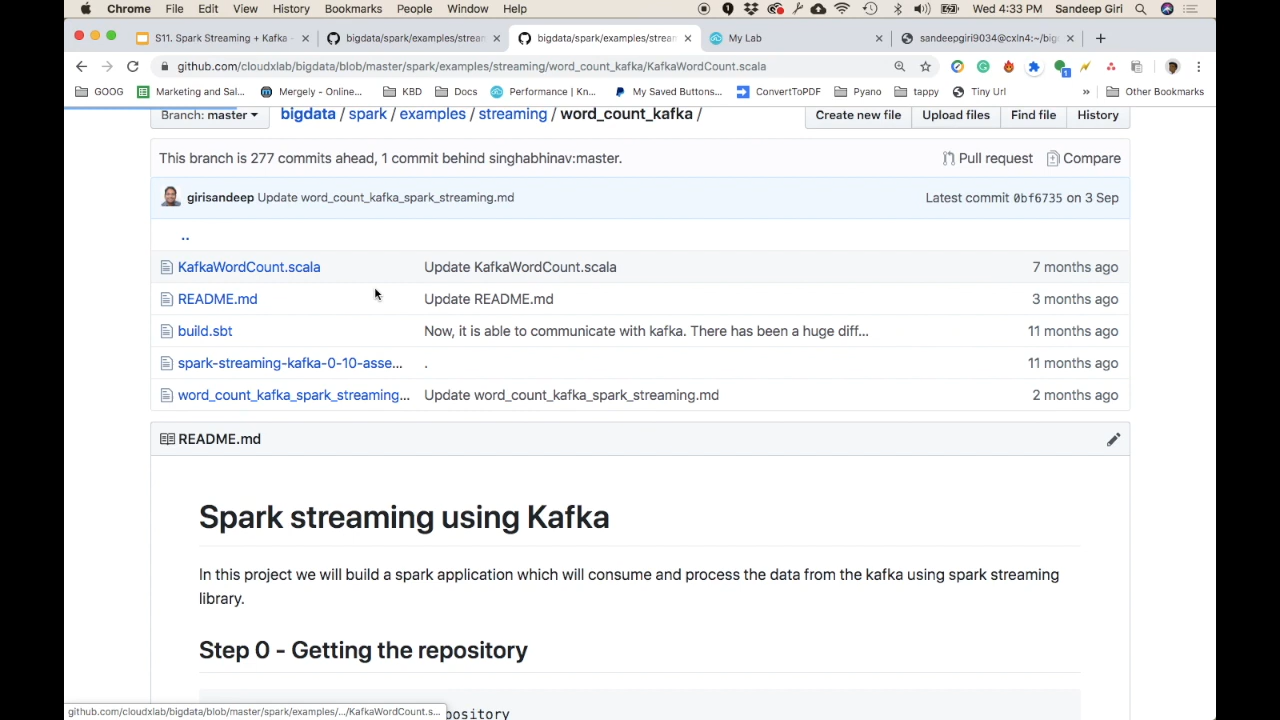 Chrome File Edit View History Bookmarks People Window Help Wed 4:33 PM Sandeep Giri
S11. Spark Streaming + Kafka bigdata/spark/examples/strean bigdata/spark/examples/strean My Lab sandeepgiri9034@cxln4:~/big
github.com/cloudxlab/bigdata/blob/master/spark/examples/streaming/word_count_kafka/KafkaWordCount.scala
GOOG Marketing and Sal... Mergely - Online... KBD Docs Performance | Kn... My Saved Buttons... ConvertToPDF Pyano tappy Tiny Url » Other Bookmarks
Branch: master bigdata / spark / examples / streaming / word_count_kafka / Create new file Upload files Find file History
This branch is 277 commits ahead, 1 commit behind singhabhinav:master. Pull request Compare
girisandeep Update word_count_kafka_spark_streaming.md Latest commit 0bf6735 on 3 Sep
..
KafkaWordCount.scala Update KafkaWordCount.scala 7 months ago
README.md Update README.md 3 months ago
build.sbt Now, it is able to communicate with kafka. There has been a huge diff... 11 months ago
spark-streaming-kafka-0-10-asse... . 11 months ago
word_count_kafka_spark_streaming... Update word_count_kafka_spark_streaming.md 2 months ago
README.md
Spark streaming using Kafka
In this project we will build a spark application which will consume and process the data from the kafka using spark streaming
library.
Step 0 - Getting the repository
github.com/cloudxlab/bigdata/blob/master/spark/examples/.../KafkaWordCount.s...